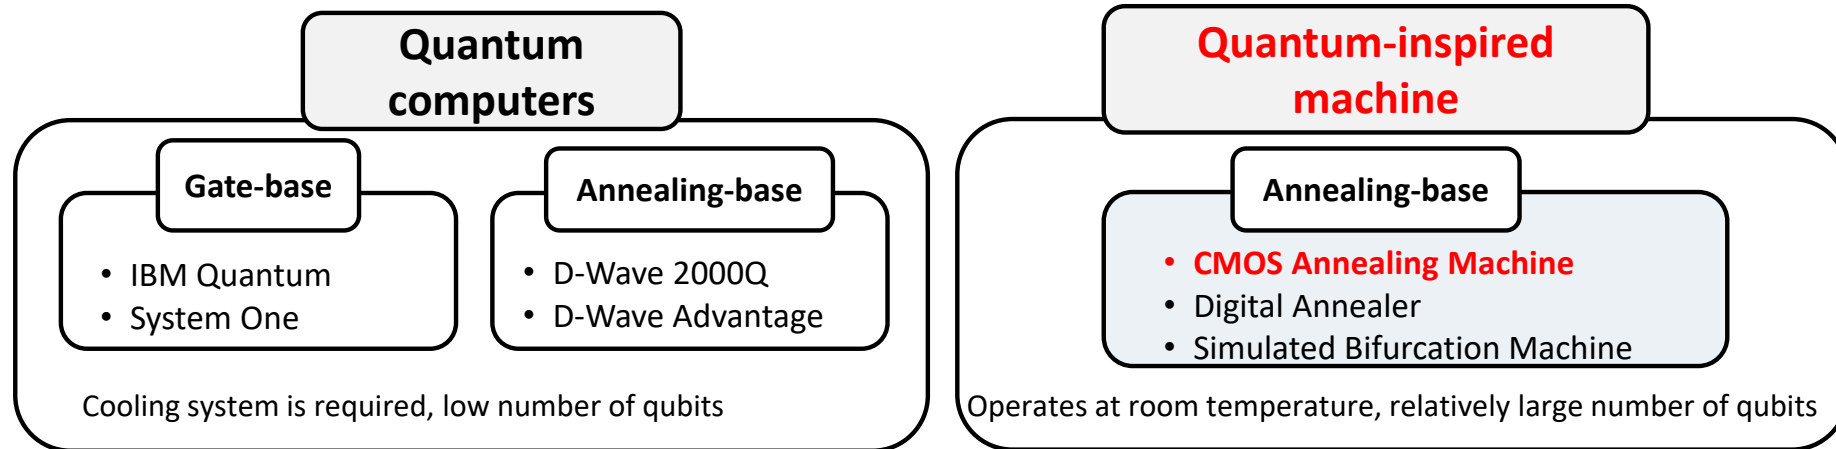 Quantum
computers
Gate-base
• IBM Quantum
• System One
Annealing-base
• D-Wave 2000Q
• D-Wave Advantage
Cooling system is required, low number of qubits
Quantum-inspired
machine
Annealing-base
• CMOS Annealing Machine
• Digital Annealer
• Simulated Bifurcation Machine
Operates at room temperature, relatively large number of qubits